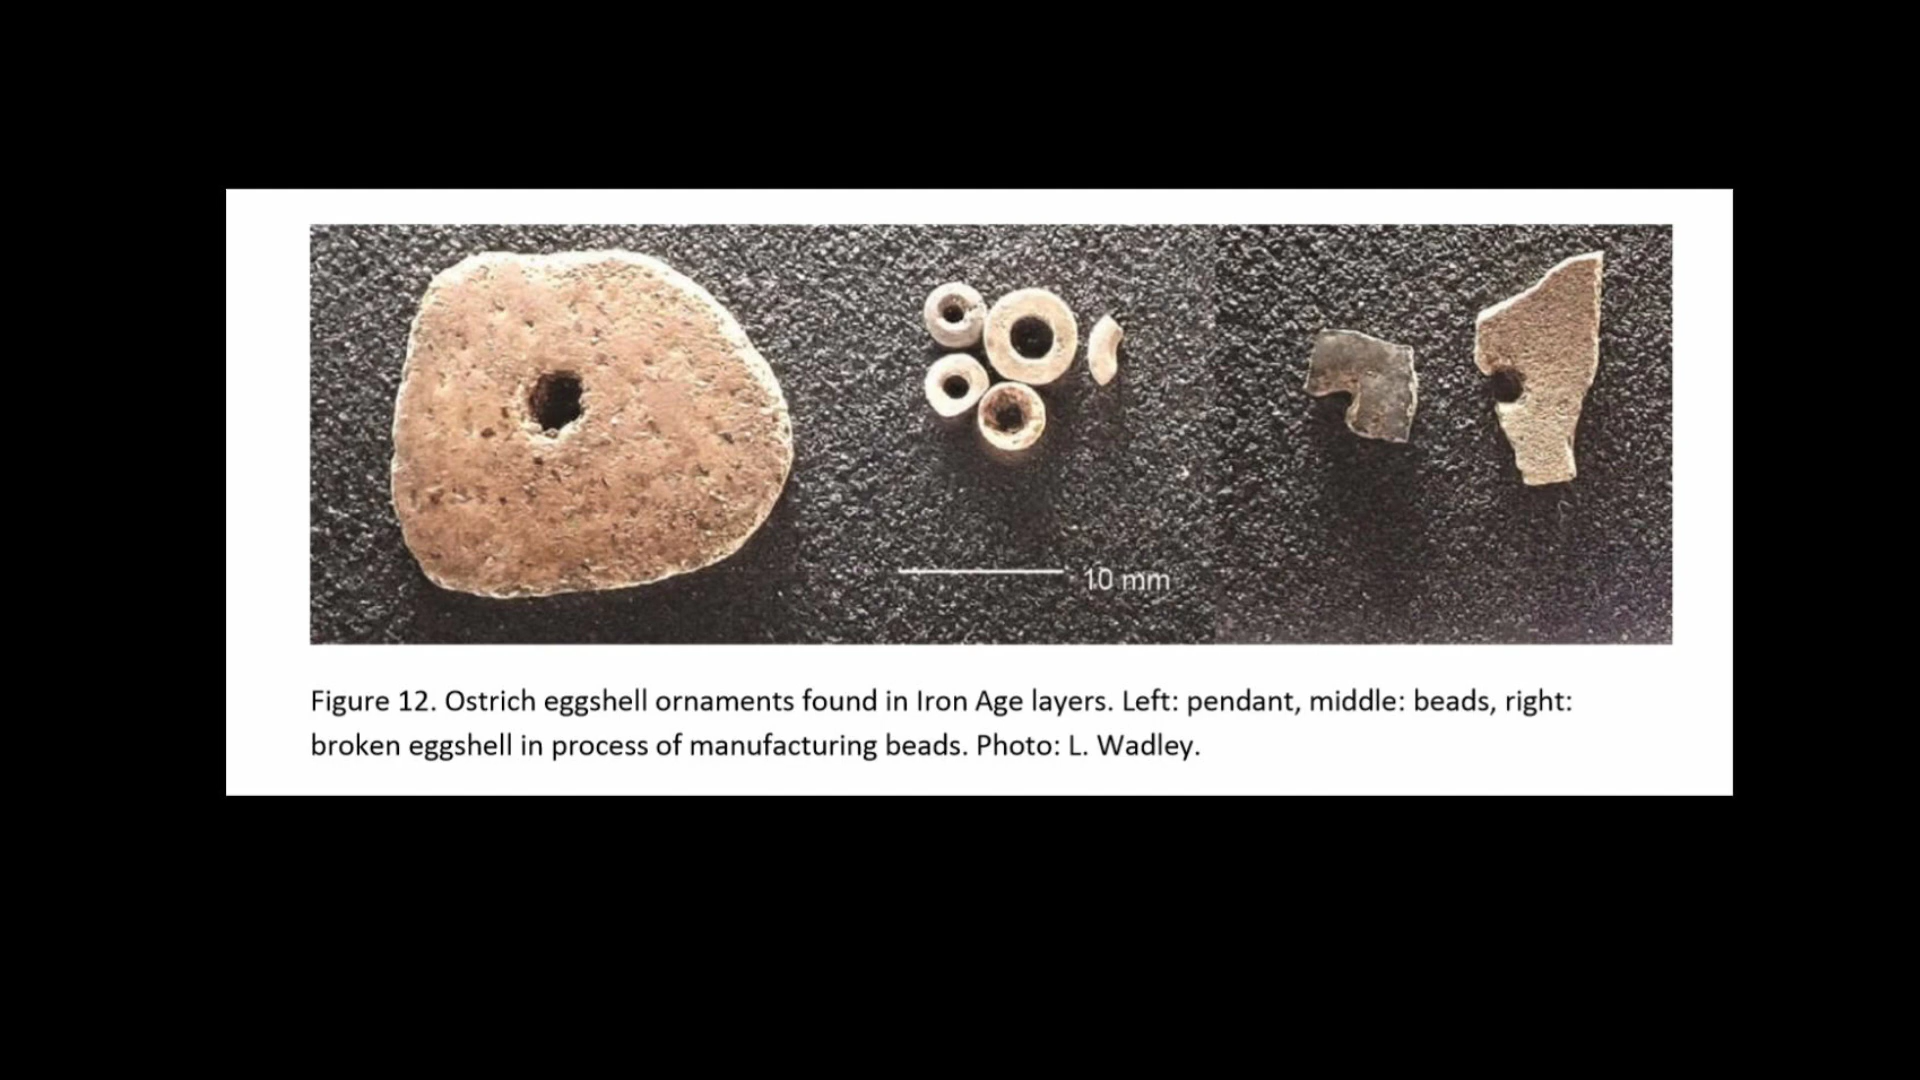 10 mm
Figure 12. Ostrich eggshell ornaments found in Iron Age layers. Left: pendant, middle: beads, right:
broken eggshell in process of manufacturing beads. Photo: L. Wadley.